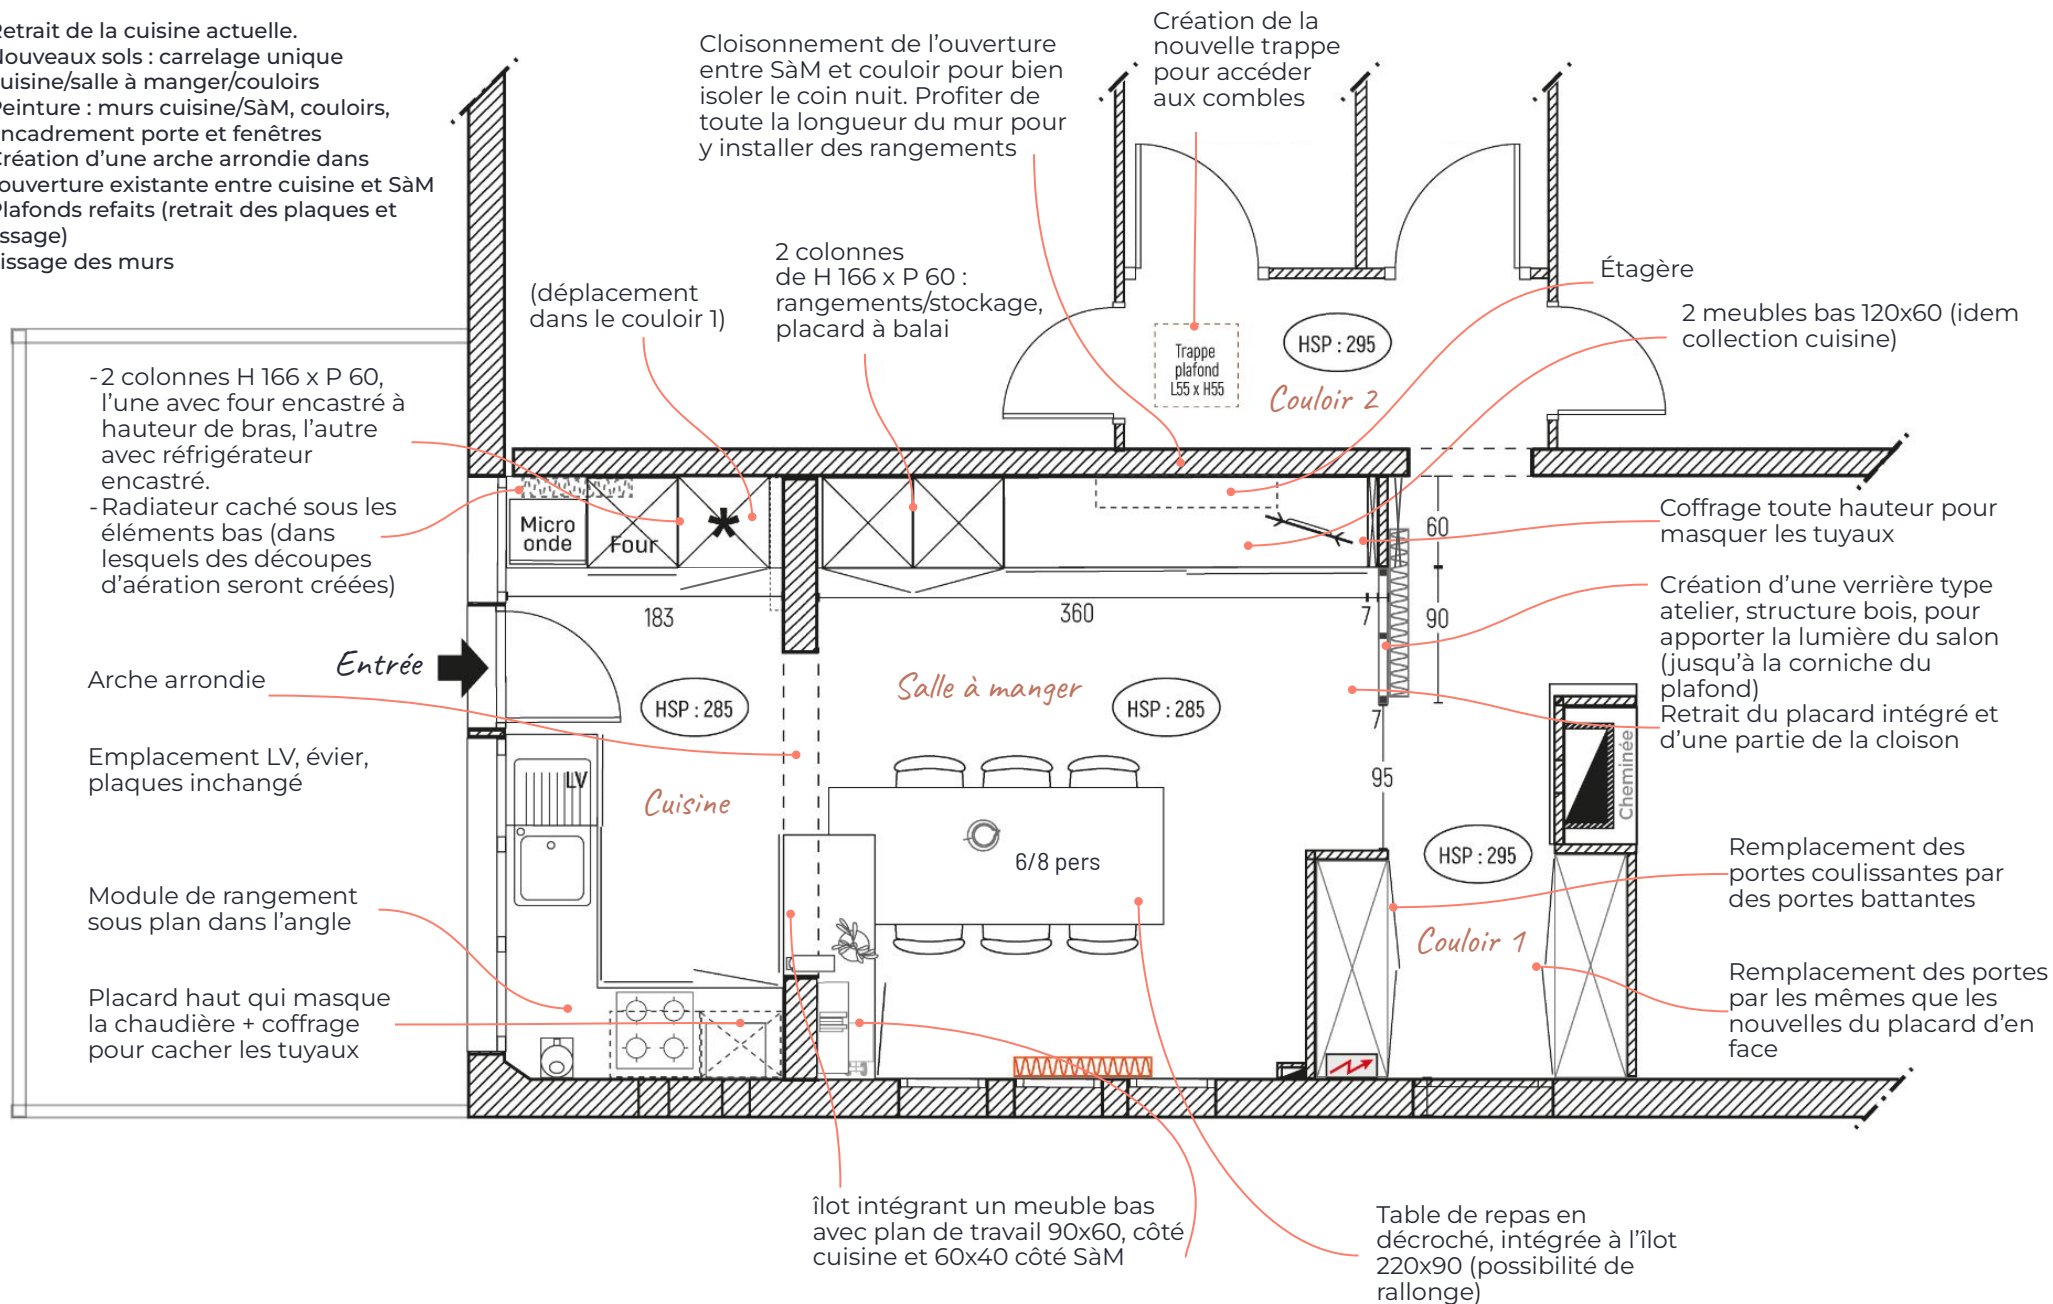 etrait de la cuisine actuelle.
ouveaux sols : carrelage unique
uisine/salle à manger/couloirs
einture : murs cuisine/SàM, couloirs,
ncadrement porte et fenêtres
réation d'une arche arrondie dans
ouverture existante entre cuisine et SàM
lafonds refaits (retrait des plaques et
ssage)
issage des murs
Cloisonnement de l'ouverture
entre SàM et couloir pour bien
isoler le coin nuit. Profiter de
toute la longueur du mur pour
y installer des rangements
Création de la
nouvelle trappe
pour accéder
aux combles
(déplacement
dans le couloir 1)
2 colonnes
de H 166 x P 60 :
rangements/stockage,
placard à balai
Étagère
2 meubles bas 120x60 (idem
collection cuisine)
Trappe
plafond
L55 x H55
HSP : 295
Couloir 2
-2 colonnes H 166 x P 60,
l'une avec four encastré à
hauteur de bras, l'autre
avec réfrigérateur
encastré.
-Radiateur caché sous les
éléments bas (dans
lesquels des découpes
d'aération seront créées)
Micro
onde
Four
*
Coffrage toute hauteur pour
masquer les tuyaux
60
183
360
7
90
Création d'une verrière type
atelier, structure bois, pour
apporter la lumière du salon
(jusqu'à la corniche du
plafond)
Retrait du placard intégré et
d'une partie de la cloison
Entrée
Arche arrondie
HSP : 285
Salle à manger
HSP : 285
7
95
Cheminée
Emplacement LV, évier,
plaques inchangé
LV
Cuisine
6/8 pers
HSP : 295
Remplacement des
portes coulissantes par
des portes battantes
Module de rangement
sous plan dans l'angle
Couloir 1
Remplacement des portes
par les mêmes que les
nouvelles du placard d'en
face
Placard haut qui masque
la chaudière + coffrage
pour cacher les tuyaux
îlot intégrant un meuble bas
avec plan de travail 90x60, côté
cuisine et 60x40 côté SàM
Table de repas en
décroché, intégrée à l'îlot
220x90 (possibilité de
rallonge)